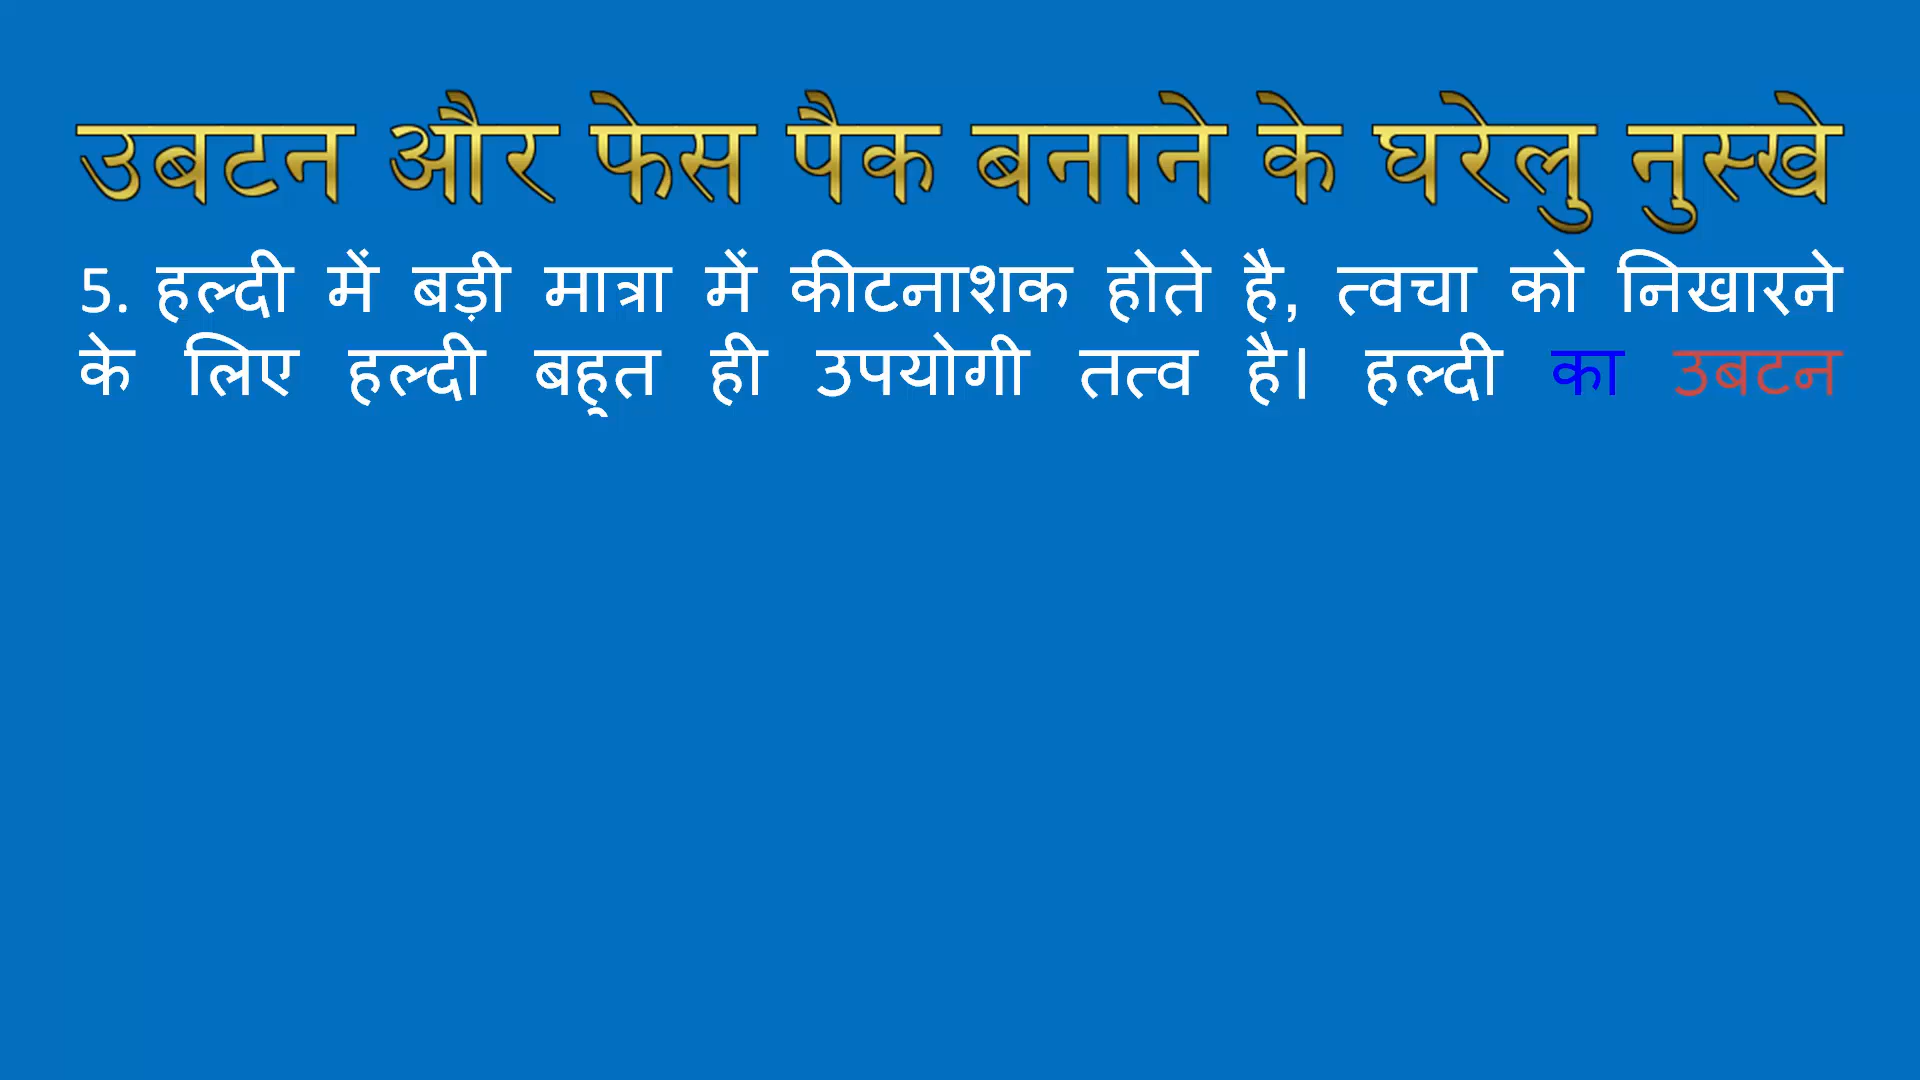 उबटन और फेस पैक बनाने के घरेलु नुस्खे
5. हल्दी में बड़ी मात्रा में कीटनाशक होते है, त्वचा को निखारने
के लिए हल्दी बहुत ही उपयोगी तत्व है। हल्दी का उबटन